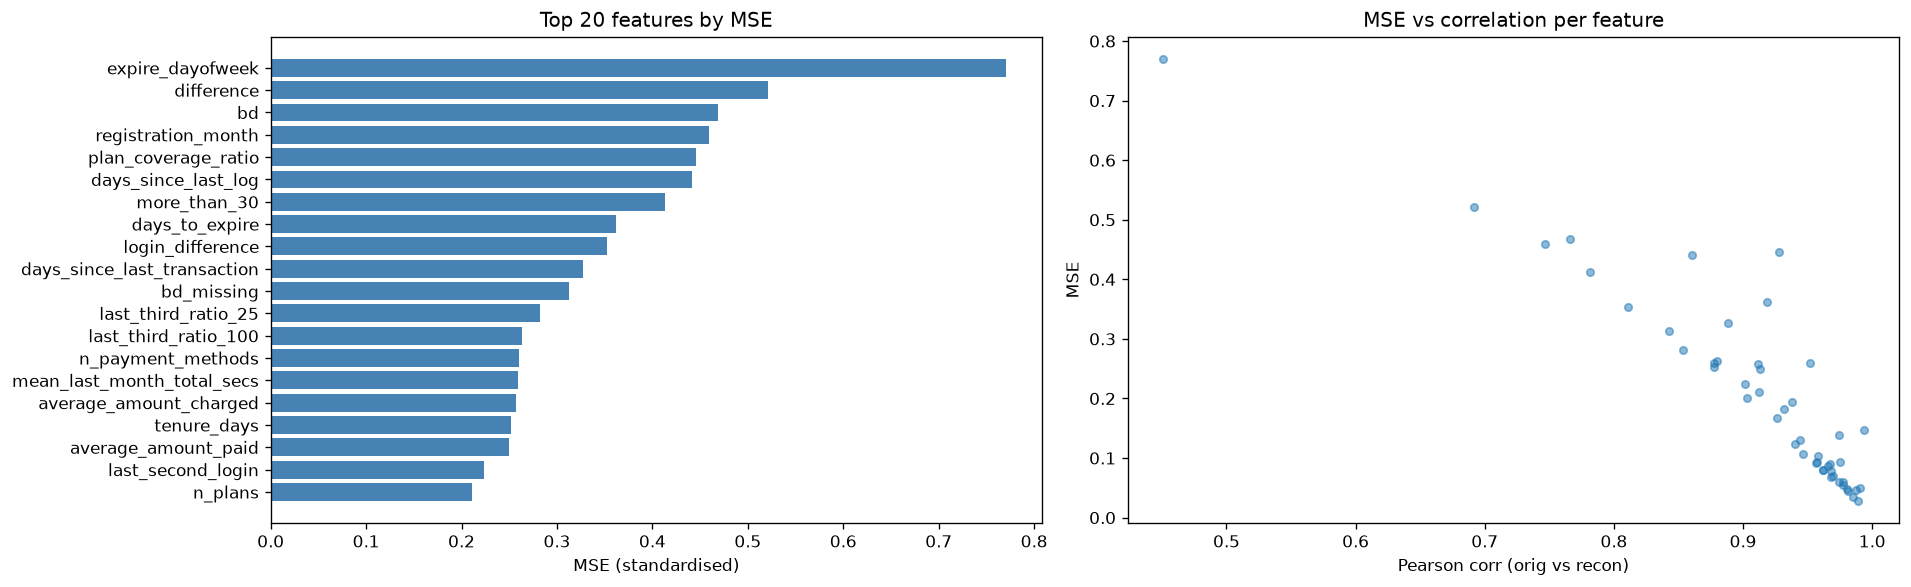 Top 20 features by MSE
expire_dayofweek
difference
bd
registration_month
plan_coverage_ratio
days_since_last_log
more_than_30
days_to_expire
login_difference
days_since_last_transaction
bd_missing
last_third_ratio_25
last_third_ratio_100
n_payment_methods
mean_last_month_total_secs
average_amount_charged
tenure_days
average_amount_paid
last_second_login
n_plans
0.0 0.1 0.2 0.3 0.4 0.5 0.6 0.7 0.8
MSE (standardised)
MSE vs correlation per feature
MSE
0.8
0.7
0.6
0.5
0.4
0.3
0.2
0.1
0.0
0.5 0.6 0.7 0.8 0.9 1.0
Pearson corr (orig vs recon)